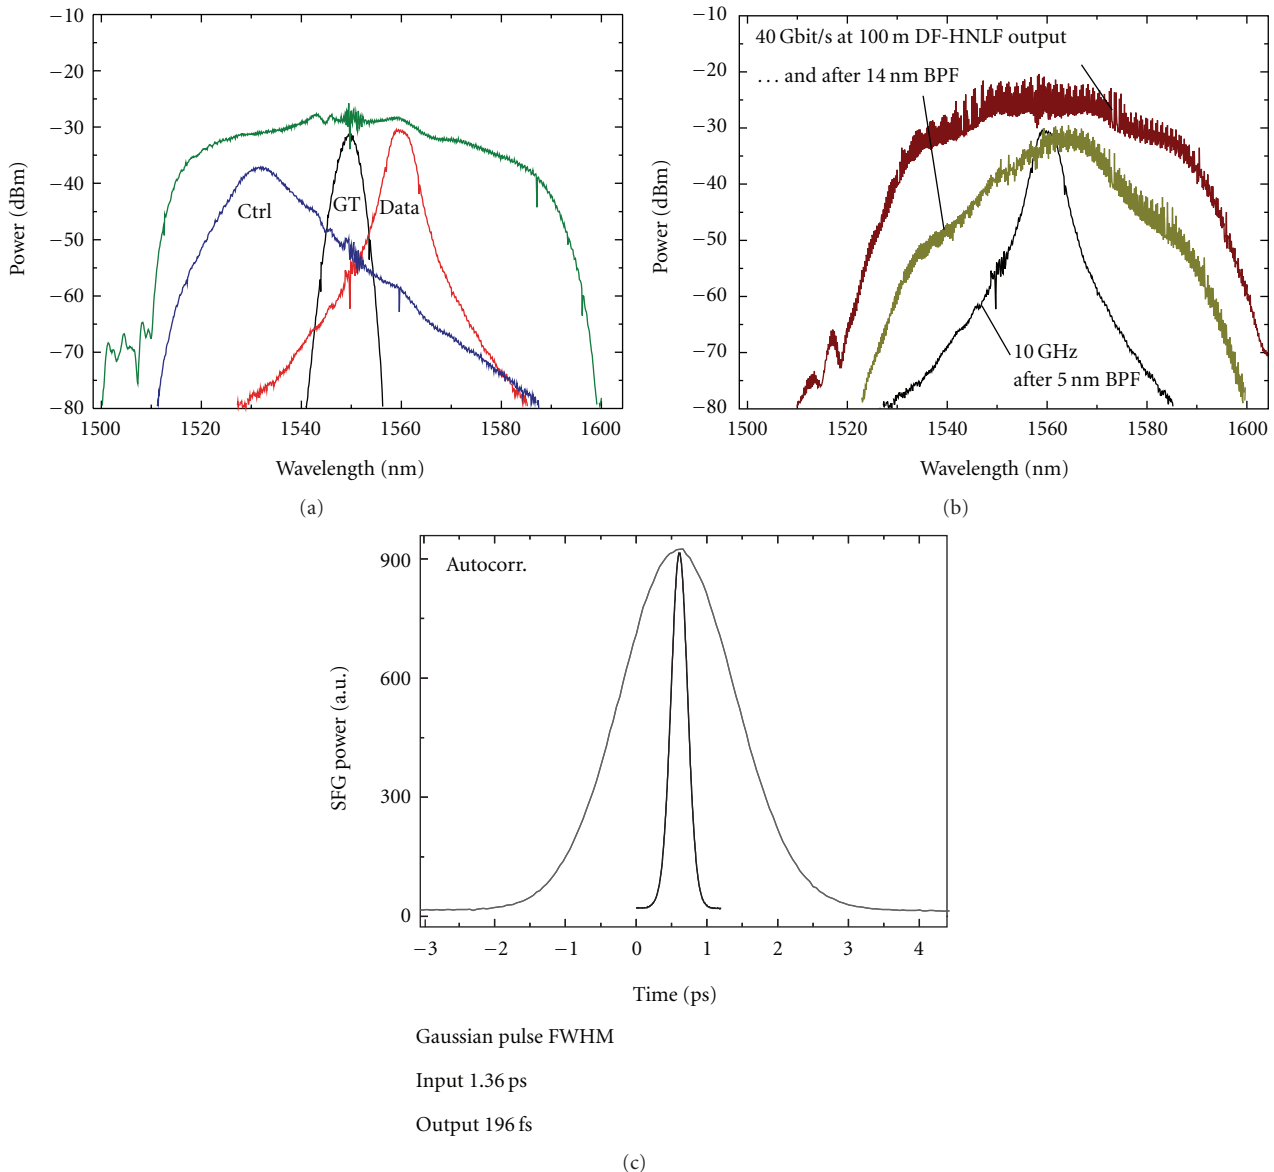 −10
−20
−30
−40
−50
−60
−70
−80
Power (dBm)
Ctrl
GT
Data
1500
1520
1540
1560
1580
1600
Wavelength (nm)
(a)
−10
−20
−30
−40
−50
−60
−70
−80
Power (dBm)
40 Gbit/s at 100 m DF-HNLF output
... and after 14 nm BPF
10 GHz
after 5 nm BPF
1500
1520
1540
1560
1580
1600
Wavelength (nm)
(b)
900
600
300
0
SFG power (a.u.)
Autocorr.
−3
−2
−1
0
1
2
3
4
Time (ps)
Gaussian pulse FWHM
Input 1.36 ps
Output 196 fs
(c)